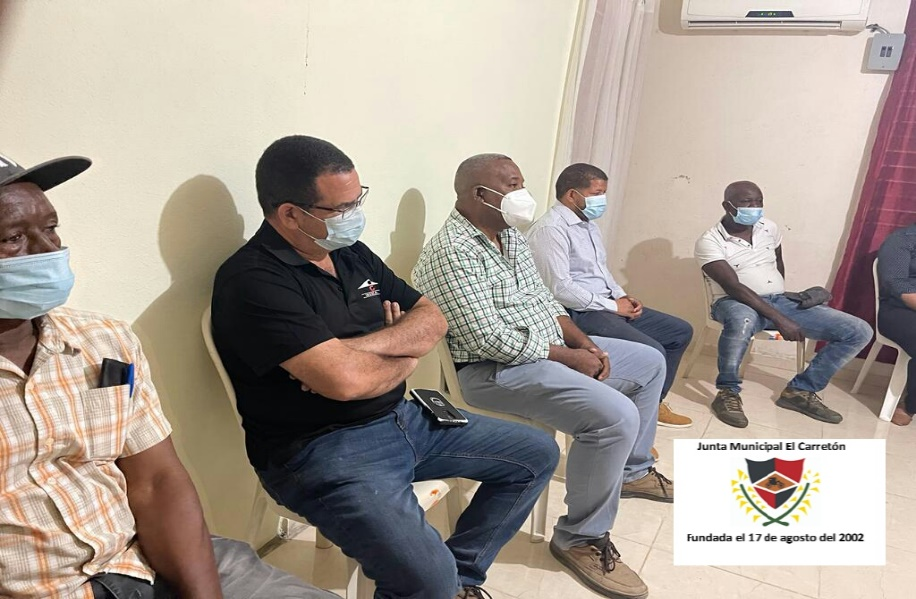 Junta Municipal El Carretón
Fundada el 17 de agosto del 2002